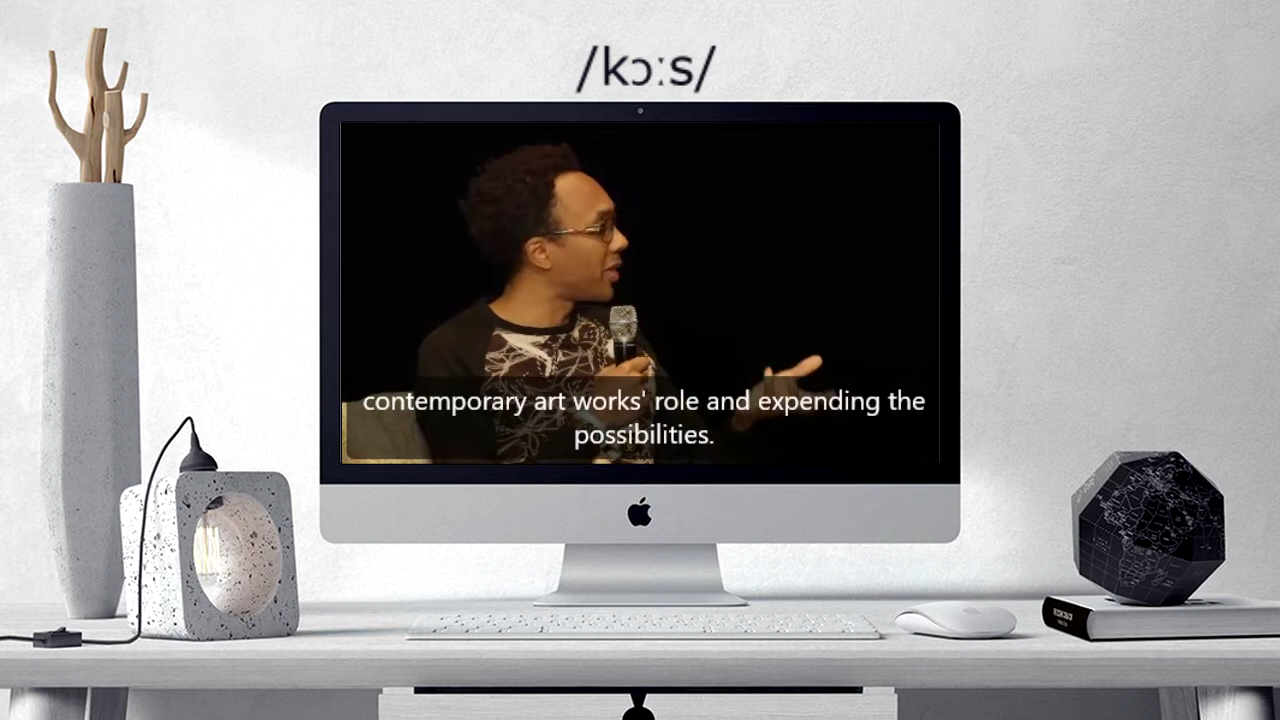 /kɔːs/
contemporary art works' role and expending the
possibilities.